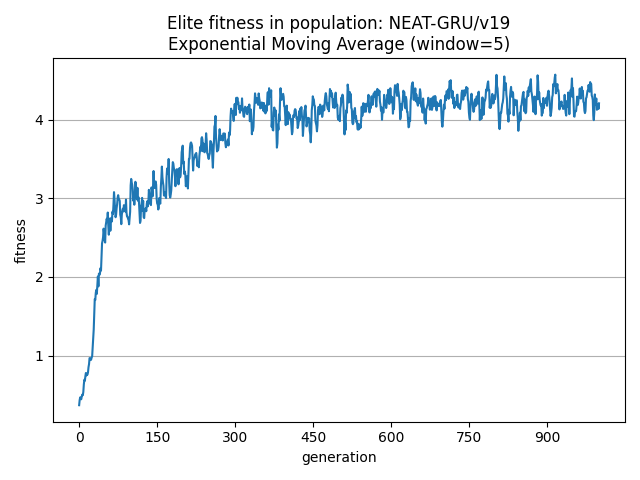 Elite fitness in population: NEAT-GRU/v19
Exponential Moving Average (window=5)
fitness
4
3
2
1
0 150 300 450 600 750 900
generation